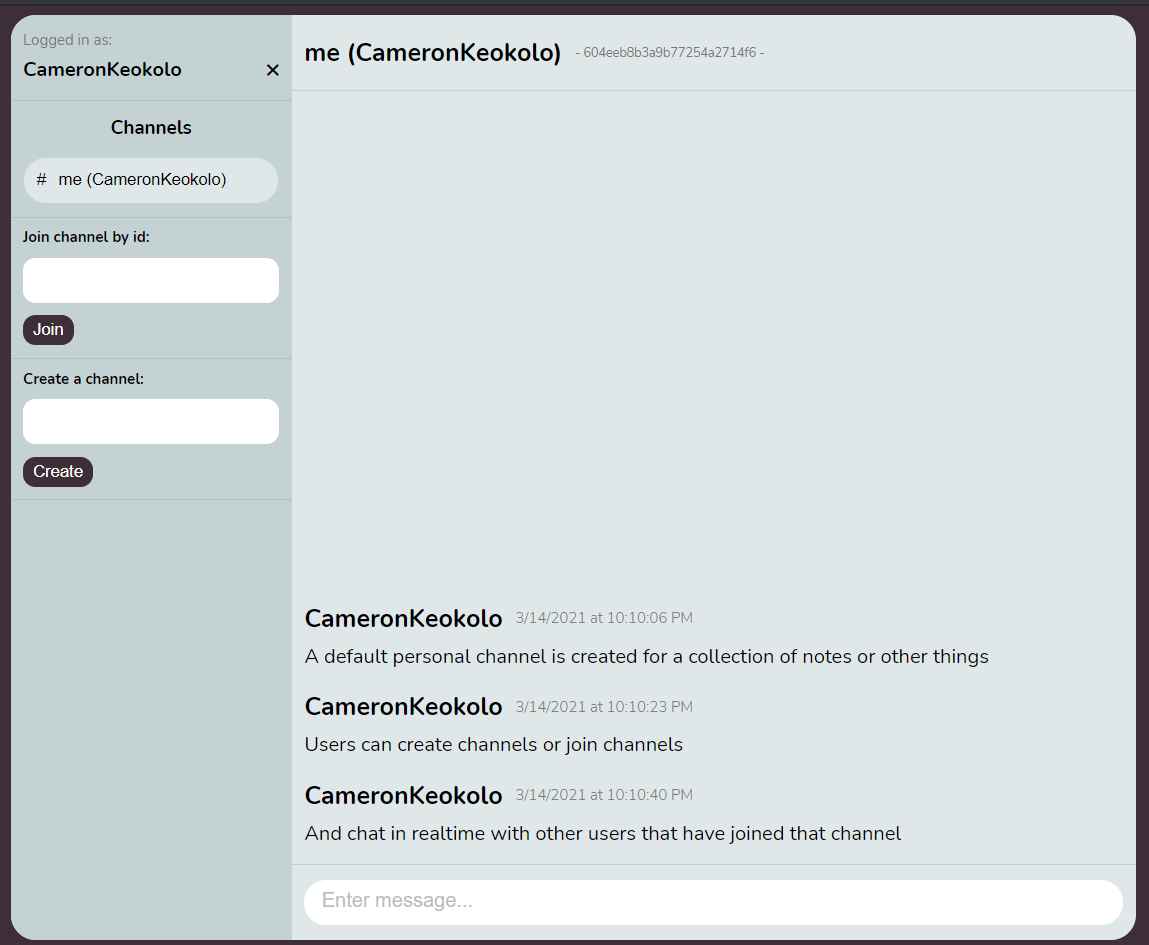 Logged in as:
CameronKeokolo ✕
Channels
# me (CameronKeokolo)
Join channel by id:
Join
Create a channel:
Create
me (CameronKeokolo) - 604eeb8b3a9b77254a2714f6 -
CameronKeokolo 3/14/2021 at 10:10:06 PM
A default personal channel is created for a collection of notes or other things
CameronKeokolo 3/14/2021 at 10:10:23 PM
Users can create channels or join channels
CameronKeokolo 3/14/2021 at 10:10:40 PM
And chat in realtime with other users that have joined that channel
Enter message...